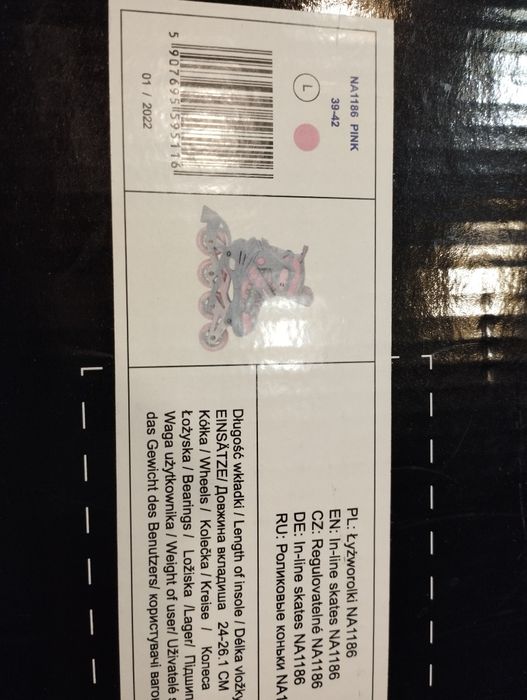 NA1186 PINK
39-42
L
5 907695 595116
01 / 2022
PL: Łyżworolki NA1186
EN: In-line skates NA1186
CZ: Regulovatelné NA1186
DE: In-line skates NA1186
RU: Роликовые коньки NA1
Długość wkładki / Length of insole / Délka vložky
EINSÄTZE/ Довжина вкладиша 24-26.1 CM
Kółka / Wheels / Kolečka / Kreise / Колеса
Łożyska / Bearings / Ložiska /Lager/ Підшип
Waga użytkownika / Weight of user/ Uživatelé s
das Gewicht des Benutzers/ користувачі ваго